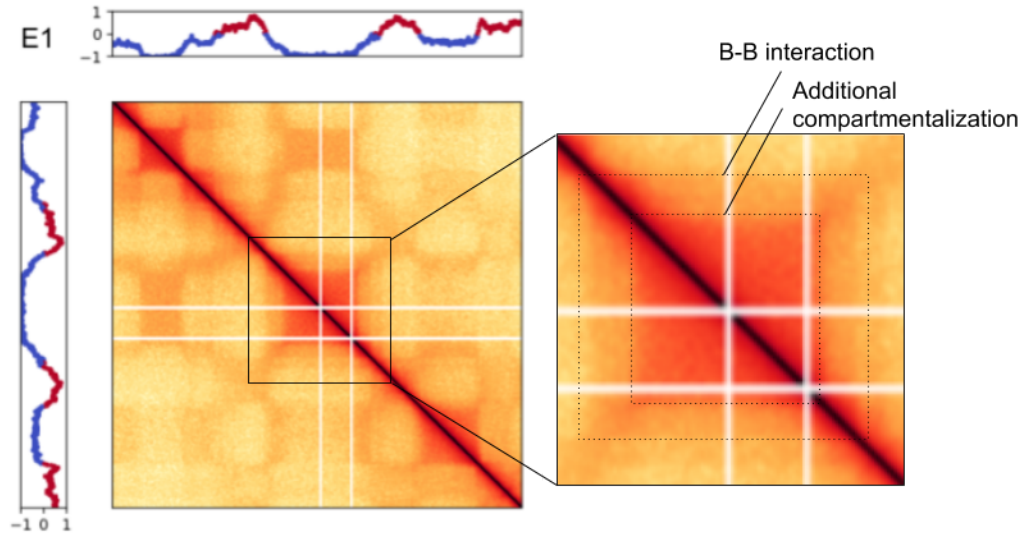 E1
1
0
−1
B-B interaction
Additional
compartmentalization
−1 0 1